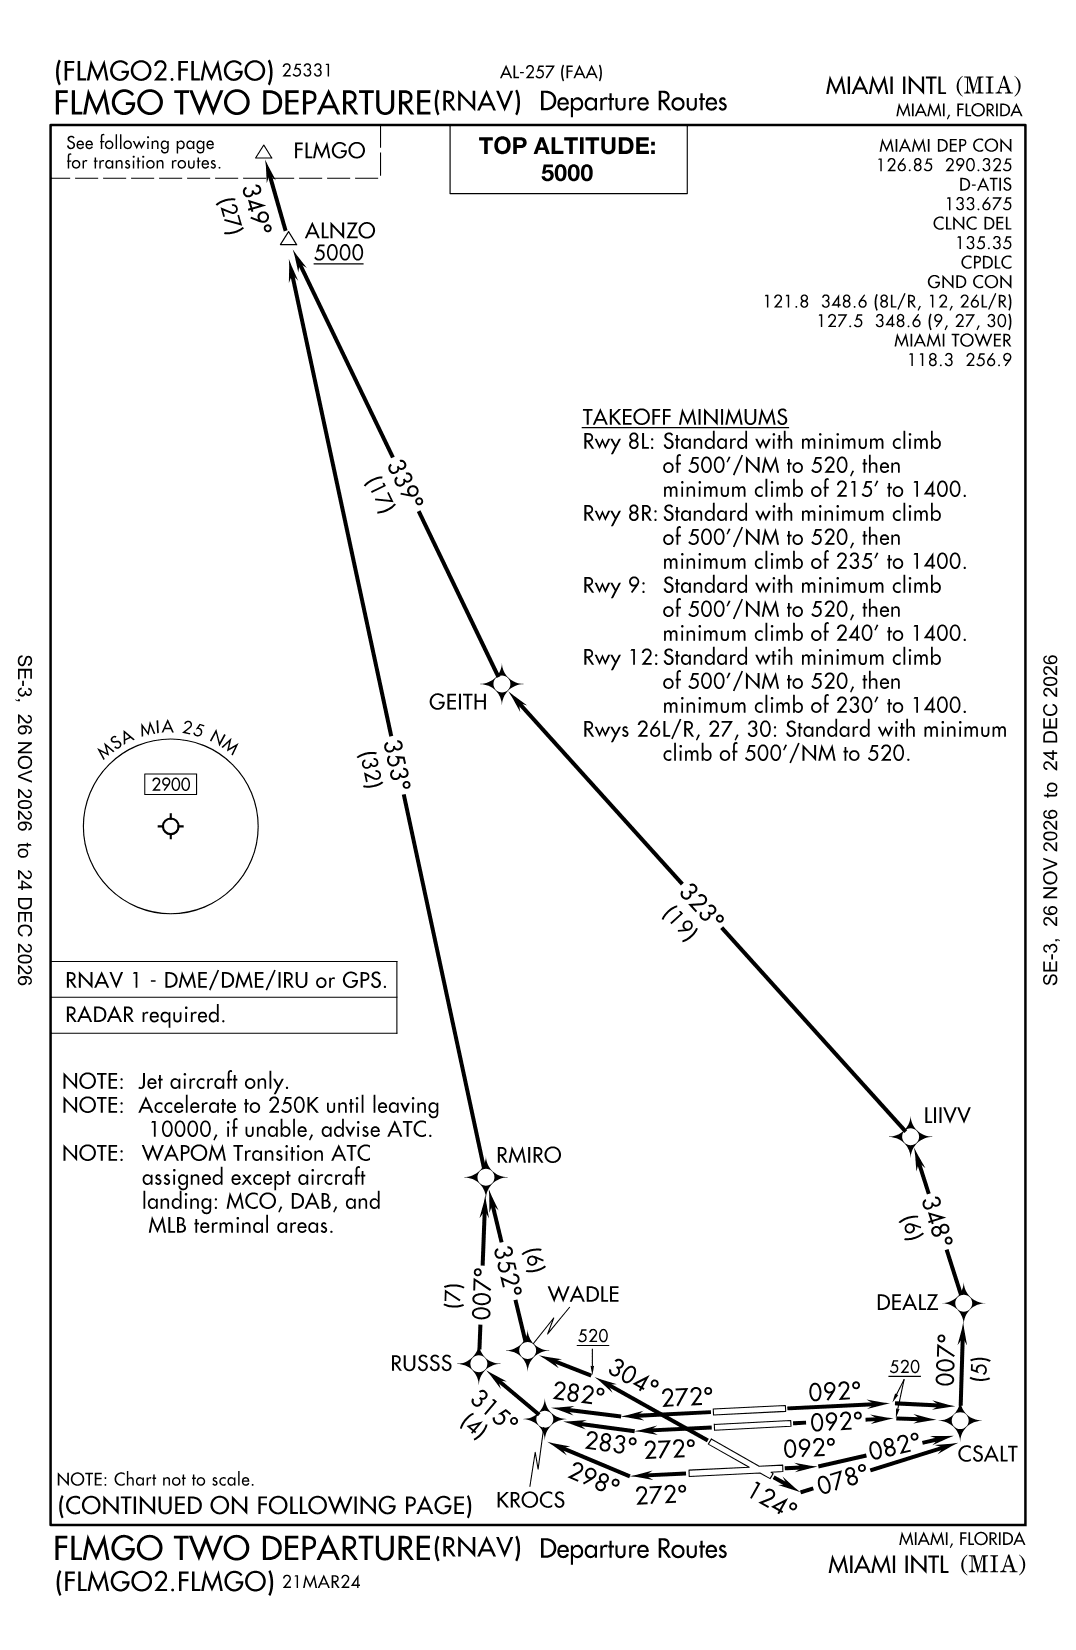 (FLMGO2.FLMGO) 25331
AL-257 (FAA)
MIAMI INTL (MIA)
FLMGO TWO DEPARTURE(RNAV) Departure Routes
MIAMI, FLORIDA
See following page
for transition routes.
FLMGO
TOP ALTITUDE:
5000
MIAMI DEP CON
126.85 290.325
D-ATIS
133.675
CLNC DEL
135.35
CPDLC
GND CON
121.8 348.6 (8L/R, 12, 26L/R)
127.5 348.6 (9, 27, 30)
MIAMI TOWER
118.3 256.9
349°
(27)
ALNZO
5000
339°
(17)
TAKEOFF MINIMUMS
Rwy 8L: Standard with minimum climb
of 500'/NM to 520, then
minimum climb of 215' to 1400.
Rwy 8R: Standard with minimum climb
of 500'/NM to 520, then
minimum climb of 235' to 1400.
Rwy 9: Standard with minimum climb
of 500'/NM to 520, then
minimum climb of 240' to 1400.
Rwy 12: Standard wtih minimum climb
of 500'/NM to 520, then
minimum climb of 230' to 1400.
Rwys 26L/R, 27, 30: Standard with minimum
climb of 500'/NM to 520.
GEITH
SE-3, 26 NOV 2026 to 24 DEC 2026
SE-3, 26 NOV 2026 to 24 DEC 2026
MSA MIA 25 NM
2900
353°
(32)
323°
(19)
RNAV 1 - DME/DME/IRU or GPS.
RADAR required.
NOTE: Jet aircraft only.
NOTE: Accelerate to 250K until leaving
10000, if unable, advise ATC.
NOTE: WAPOM Transition ATC
assigned except aircraft
landing: MCO, DAB, and
MLB terminal areas.
LIIVV
RMIRO
348°
(6)
352°
(6)
007°
(7)
WADLE
DEALZ
520
RUSSS
304°
520
007°
(5)
315°
(4)
282°
272°
092°
283°
272°
092°
092°
082°
CSALT
298°
272°
124°
078°
KROCS
NOTE: Chart not to scale.
(CONTINUED ON FOLLOWING PAGE)
FLMGO TWO DEPARTURE(RNAV) Departure Routes
MIAMI, FLORIDA
(FLMGO2.FLMGO) 21MAR24
MIAMI INTL (MIA)